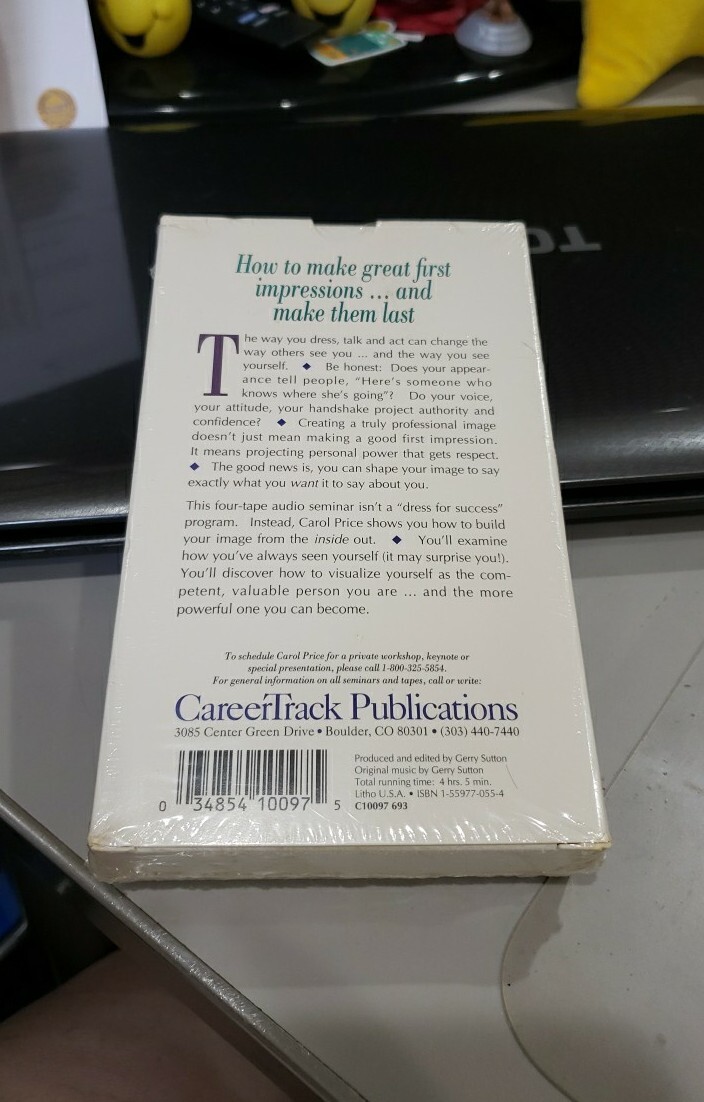 How to make great first
impressions ... and
make them last
The way you dress, talk and act can change the
way others see you ... and the way you see
yourself. ◆ Be honest: Does your appear-
ance tell people, "Here's someone who
knows where she's going"? Do your voice,
your attitude, your handshake project authority and
confidence? ◆ Creating a truly professional image
doesn't just mean making a good first impression.
It means projecting personal power that gets respect.
◆ The good news is, you can shape your image to say
exactly what you want it to say about you.
This four-tape audio seminar isn't a "dress for success"
program. Instead, Carol Price shows you how to build
your image from the inside out. ◆ You'll examine
how you've always seen yourself (it may surprise you!).
You'll discover how to visualize yourself as the com-
petent, valuable person you are ... and the more
powerful one you can become.
To schedule Carol Price for a private workshop, keynote or
special presentation, please call 1-800-325-5854.
For general information on all seminars and tapes, call or write:
CareerTrack Publications
3085 Center Green Drive • Boulder, CO 80301 • (303) 440-7440
Produced and edited by Gerry Sutton
Original music by Gerry Sutton
Total running time: 4 hrs. 5 min.
Litho U.S.A. • ISBN 1-55977-055-4
C10097 693
0 34854 10097 5